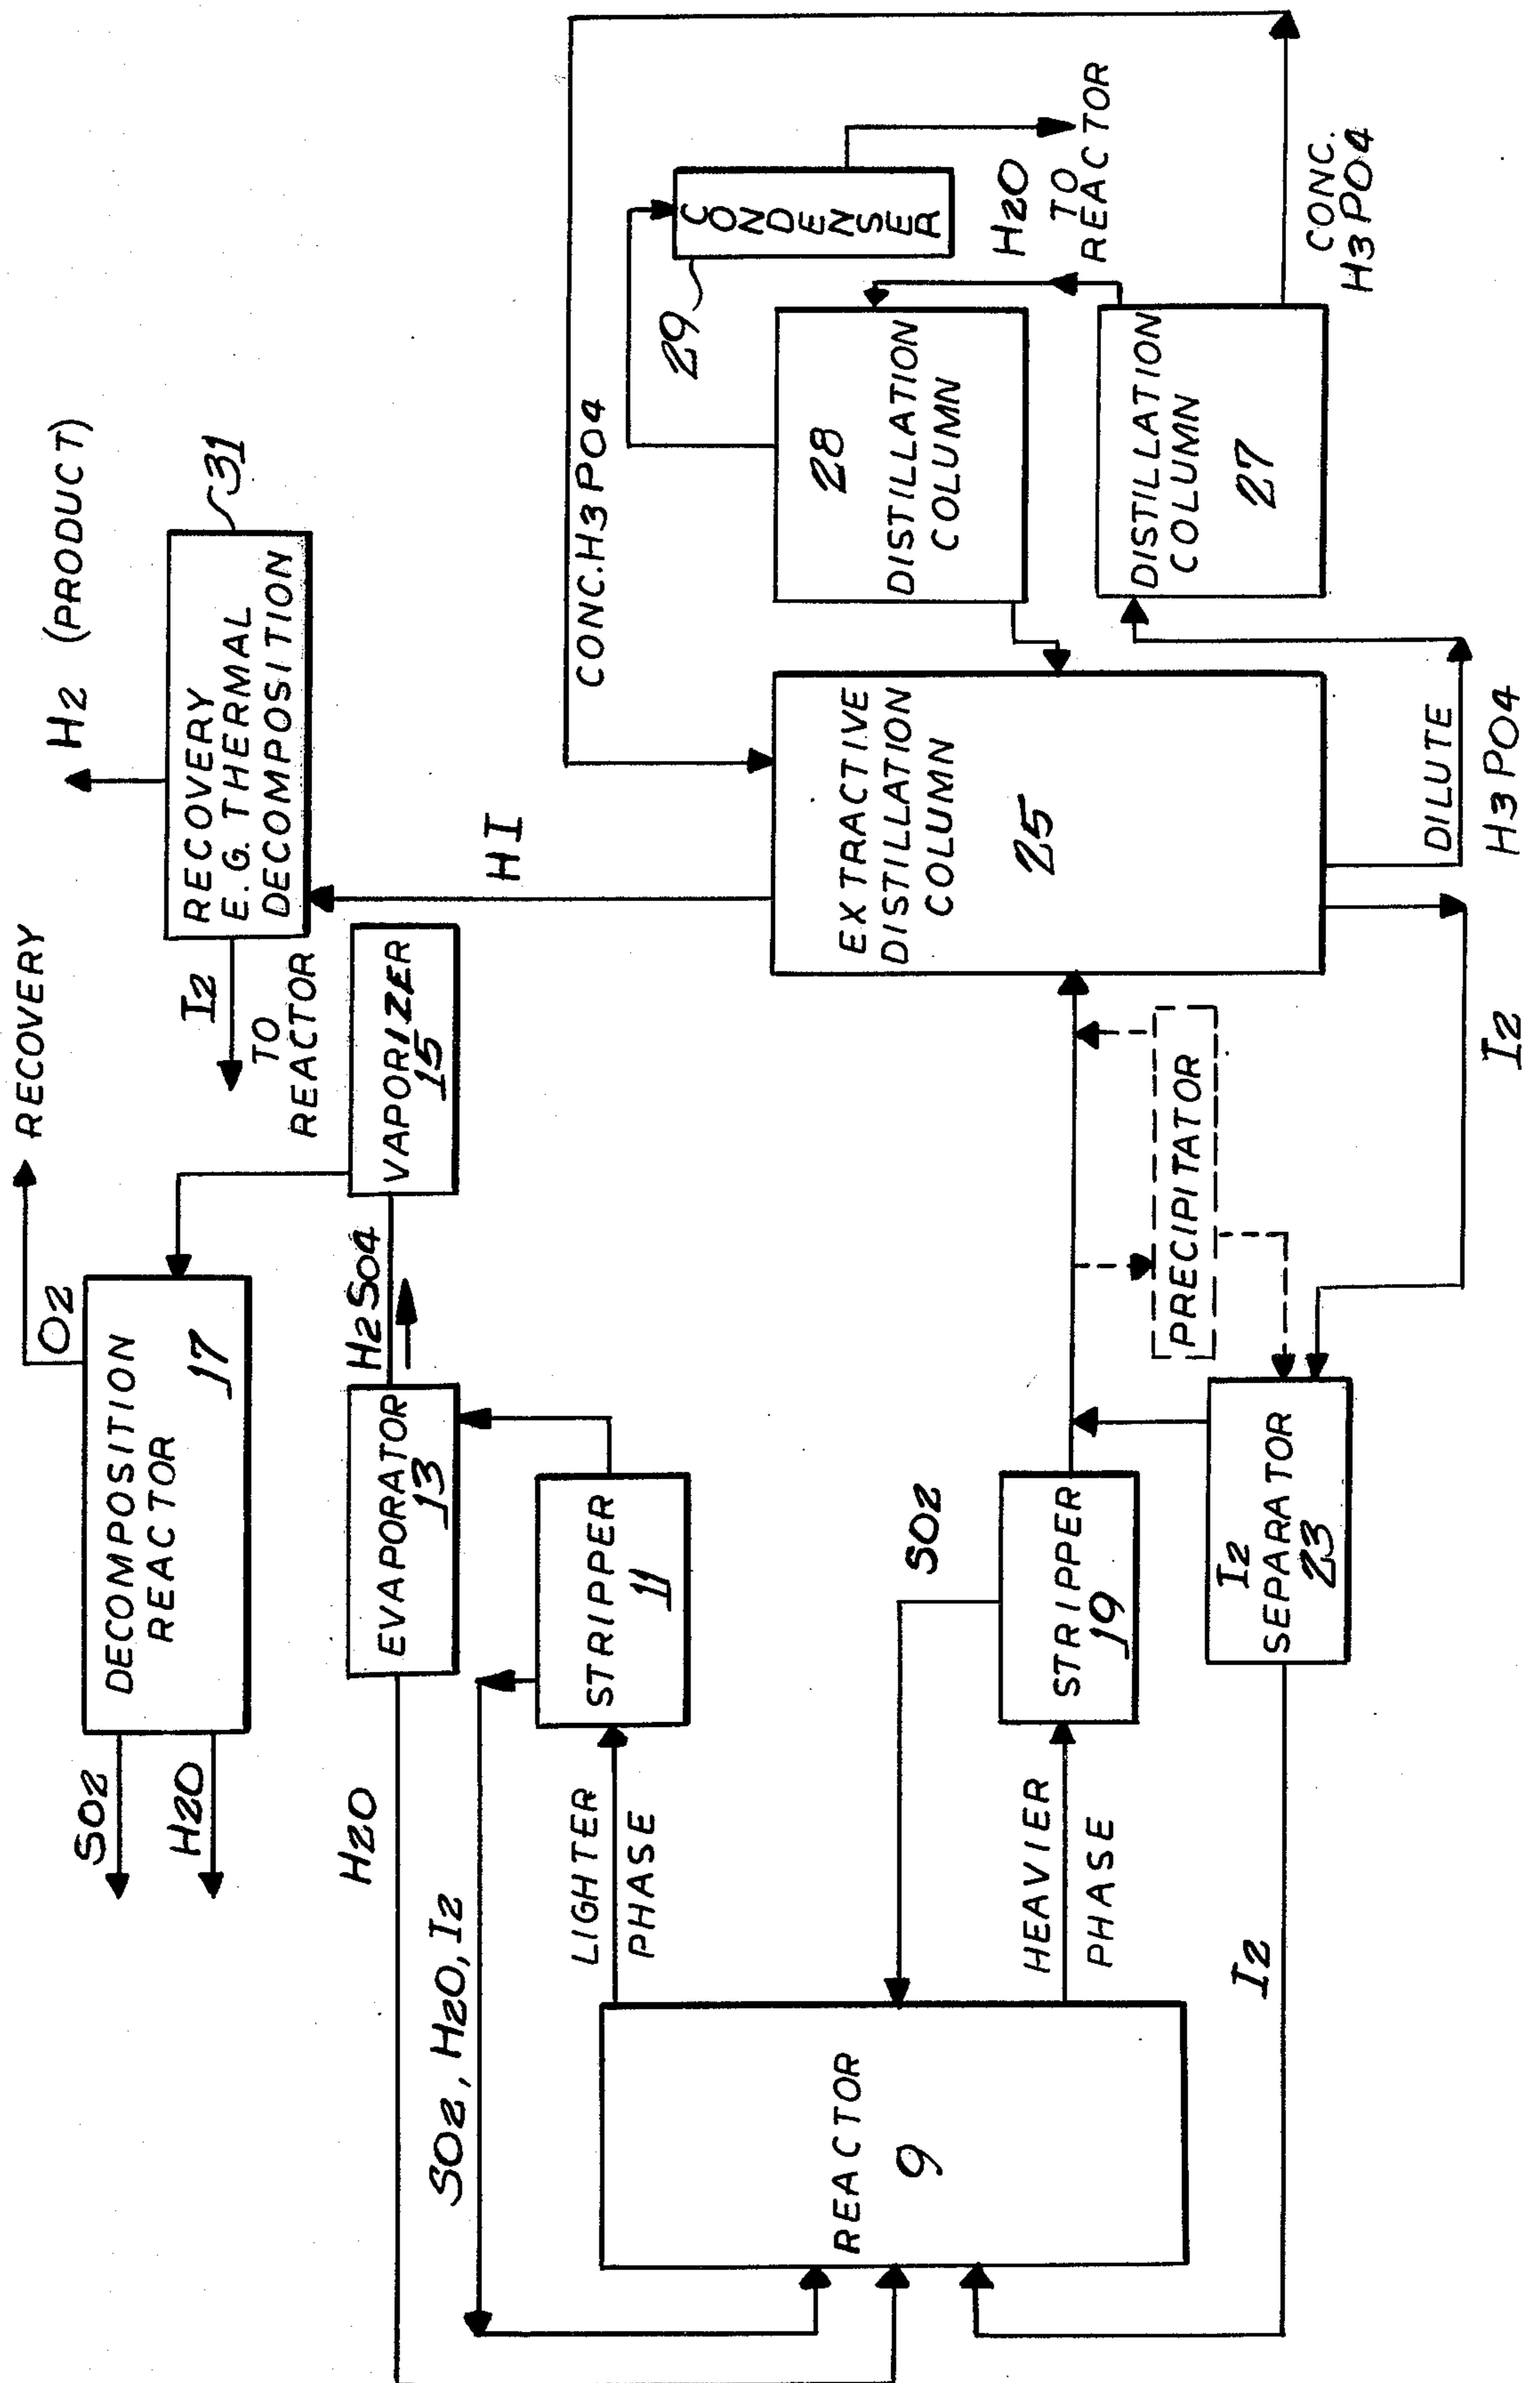 RECOVERY
O2
SO2
H2O
DECOMPOSITION
REACTOR
17
H2 (PRODUCT)
RECOVERY
E.G. THERMAL
DECOMPOSITION
31
I2
TO
REACTOR
H2O
EVAPORATOR
13
H2SO4
VAPORIZER
15
SO2, H2O, I2
LIGHTER
PHASE
STRIPPER
11
HI
CONC. H3PO4
29
CONDENSER
H2O
TO
REACTOR
REACTOR
9
SO2
HEAVIER
PHASE
STRIPPER
19
EXTRACTIVE
DISTILLATION
COLUMN
25
28
DISTILLATION
COLUMN
DISTILLATION
COLUMN
27
CONC.
H3PO4
PRECIPITATOR
I2
I2
SEPARATOR
23
I2
DILUTE
H3PO4